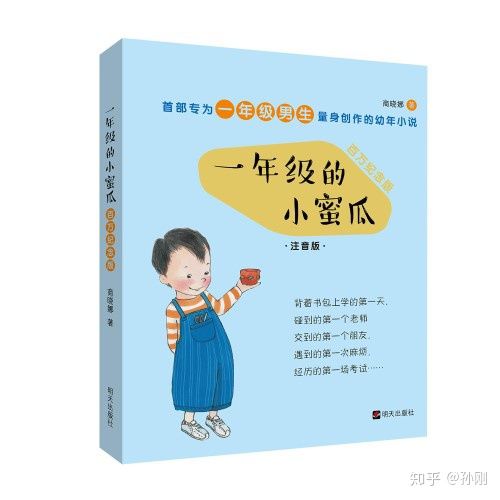 首部专为一年级男生量身创作的幼年小说
商晓娜 著
一年级的
小蜜瓜
百万纪念版
·注音版·
背着书包上学的第一天，
碰到的第一个老师
交到的第一个朋友，
遇到的第一次麻烦，
经历的第一场考试……
明天出版社
一年级的小蜜瓜
百万纪念版
商晓娜 著
明天出版社
知乎 @孙刚